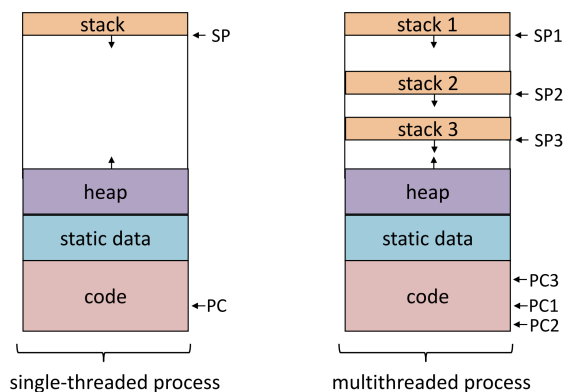 stack
SP
heap
static data
code
PC
single-threaded process
stack 1
SP1
stack 2
SP2
stack 3
SP3
heap
static data
code
PC3
PC1
PC2
multithreaded process